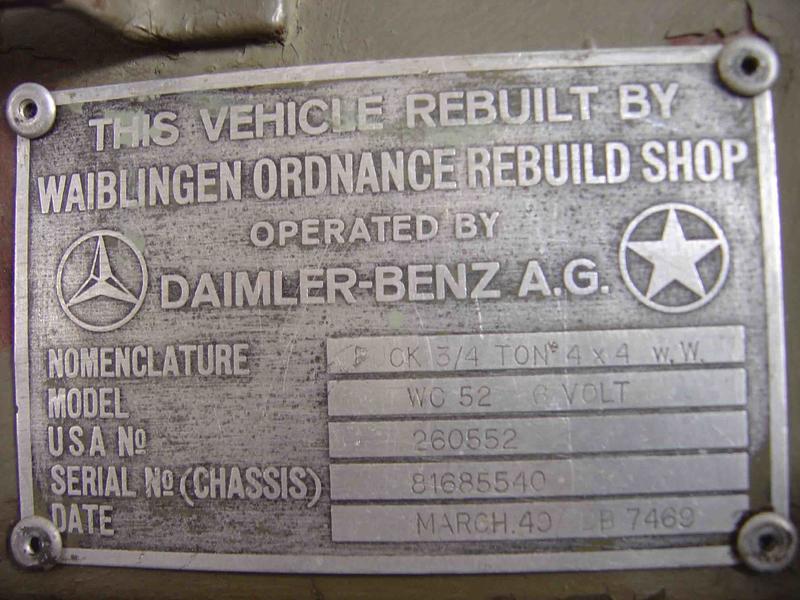 THIS VEHICLE REBUILT BY
WAIBLINGEN ORDNANCE REBUILD SHOP
OPERATED BY
DAIMLER-BENZ A.G.
NOMENCLATURE CK 3/4 TON 4 x 4 W.W.
MODEL WC 52 6 VOLT
USA No 260552
SERIAL No (CHASSIS) 81685540
DATE MARCH. B 7469